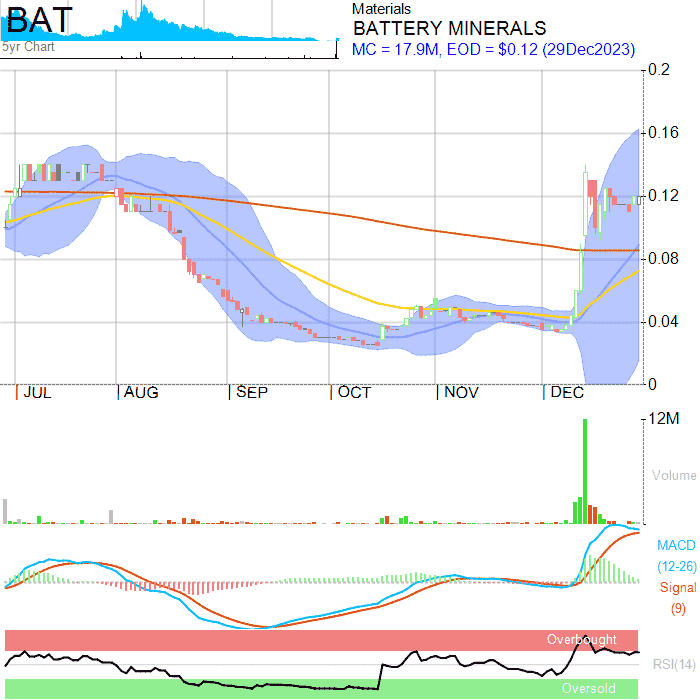 BAT
5yr Chart
Materials
BATTERY MINERALS
MC = 17.9M, EOD = $0.12 (29Dec2023)
0.2
0.16
0.12
0.08
0.04
0
JUL AUG SEP OCT NOV DEC
12M
Volume
MACD
(12-26)
Signal
(9)
Overbought
RSI(14)
Oversold